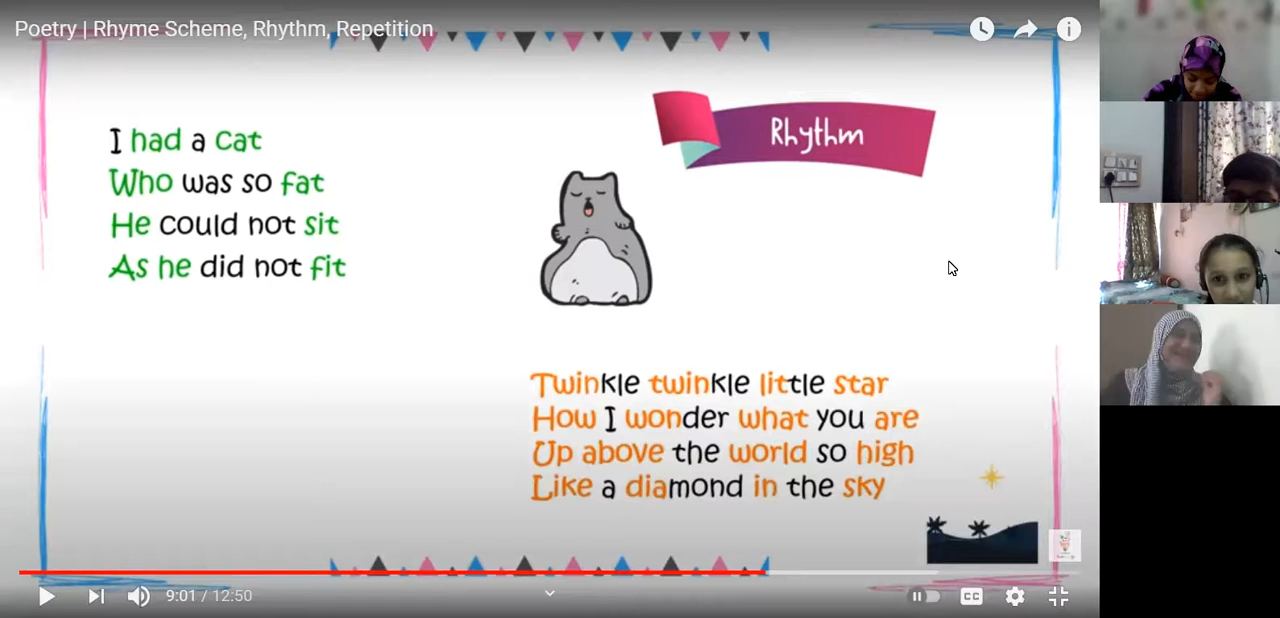 Poetry | Rhyme Scheme, Rhythm, Repetition
Rhythm
I had a cat
Who was so fat
He could not sit
As he did not fit
Twinkle twinkle little star
How I wonder what you are
Up above the world so high
Like a diamond in the sky
9:01 / 12:50
CC